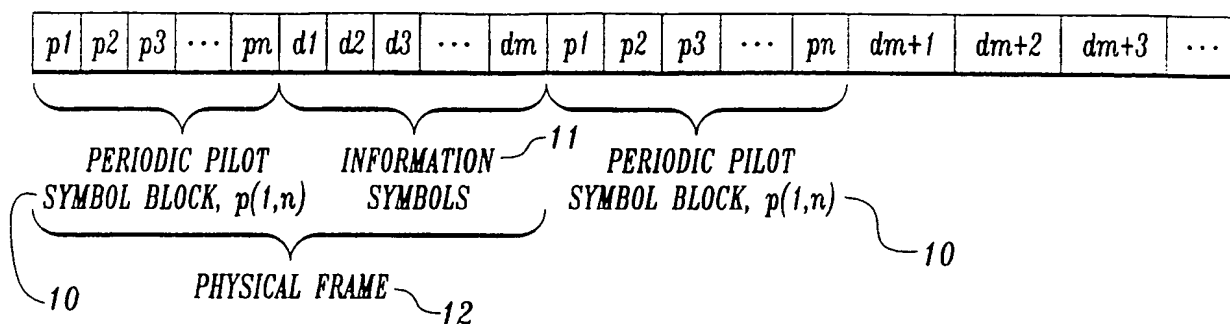 p1 p2 p3 ... pn d1 d2 d3 ... dm p1 p2 p3 ... pn dm+1 dm+2 dm+3 ...
PERIODIC PILOT
SYMBOL BLOCK, p(1,n)
INFORMATION
SYMBOLS
11
PERIODIC PILOT
SYMBOL BLOCK, p(1,n)
10
10
PHYSICAL FRAME
12